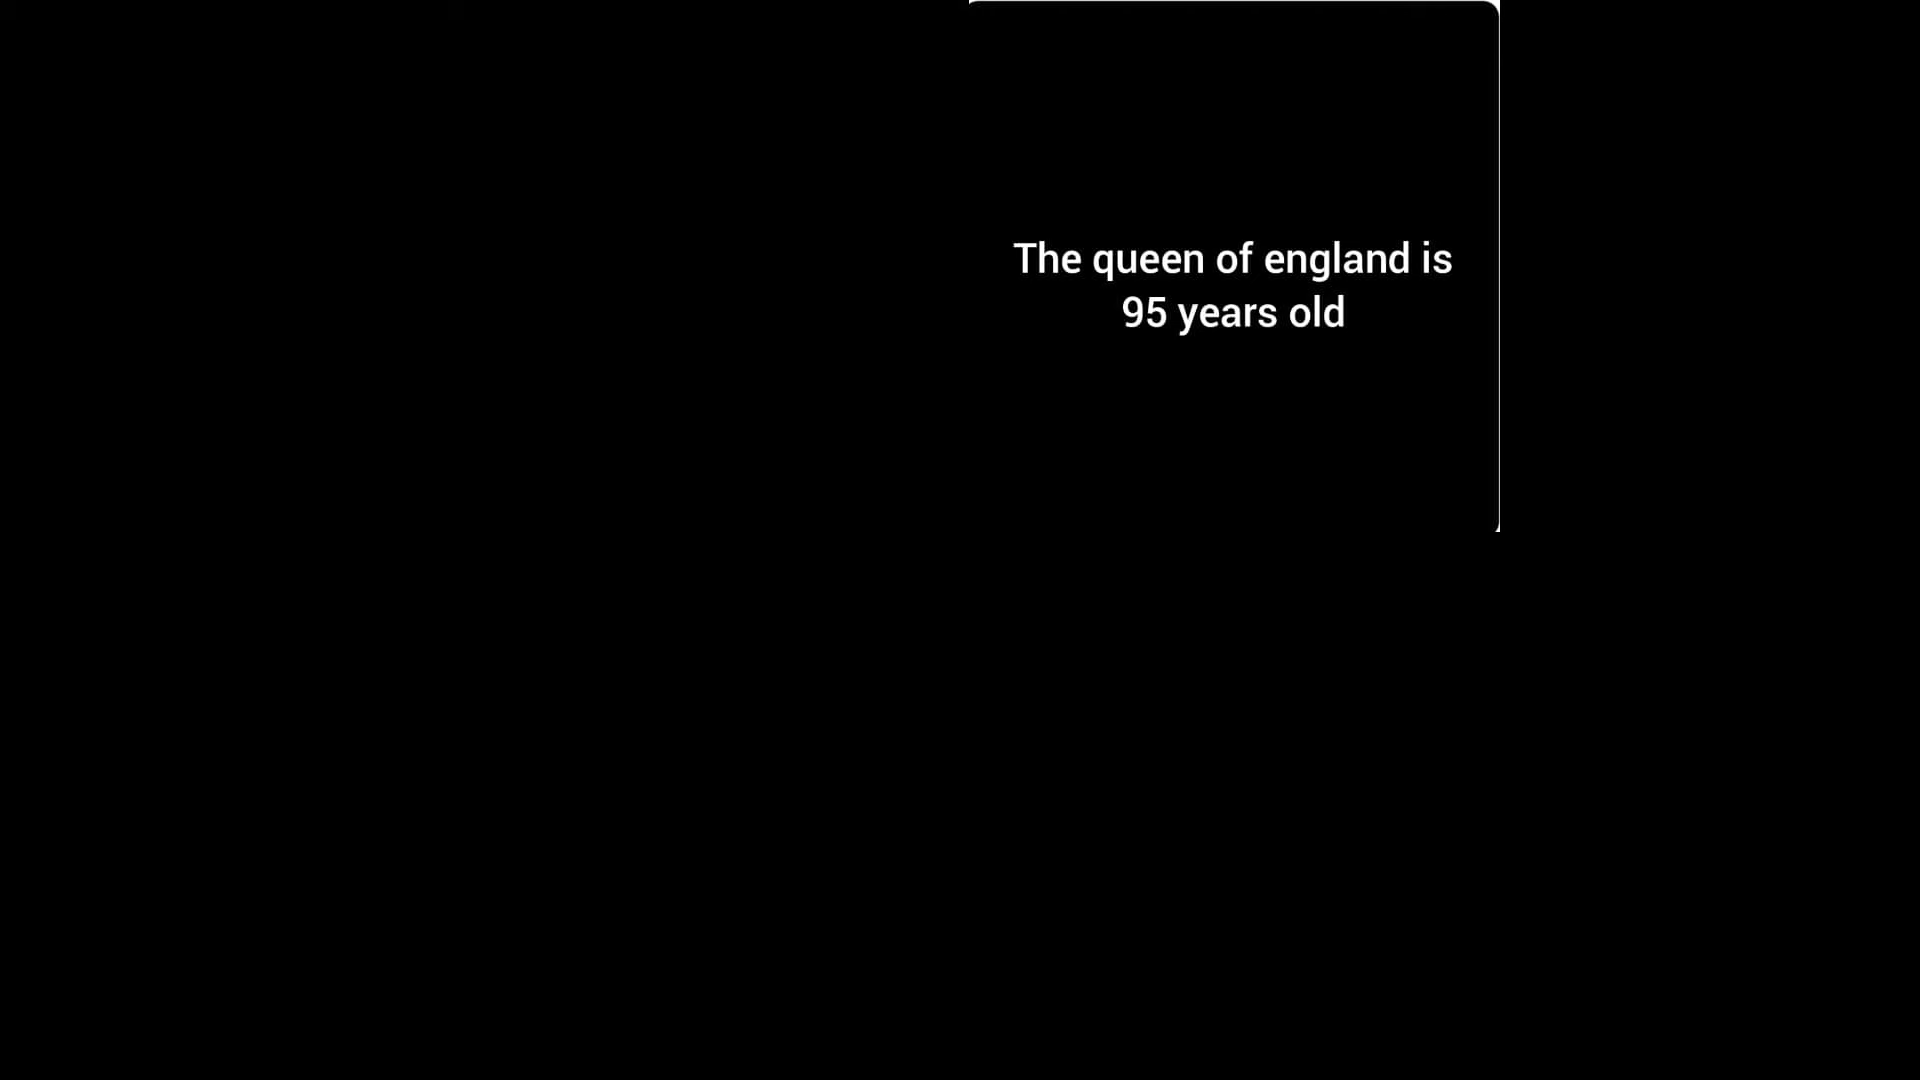 The queen of england is
95 years old